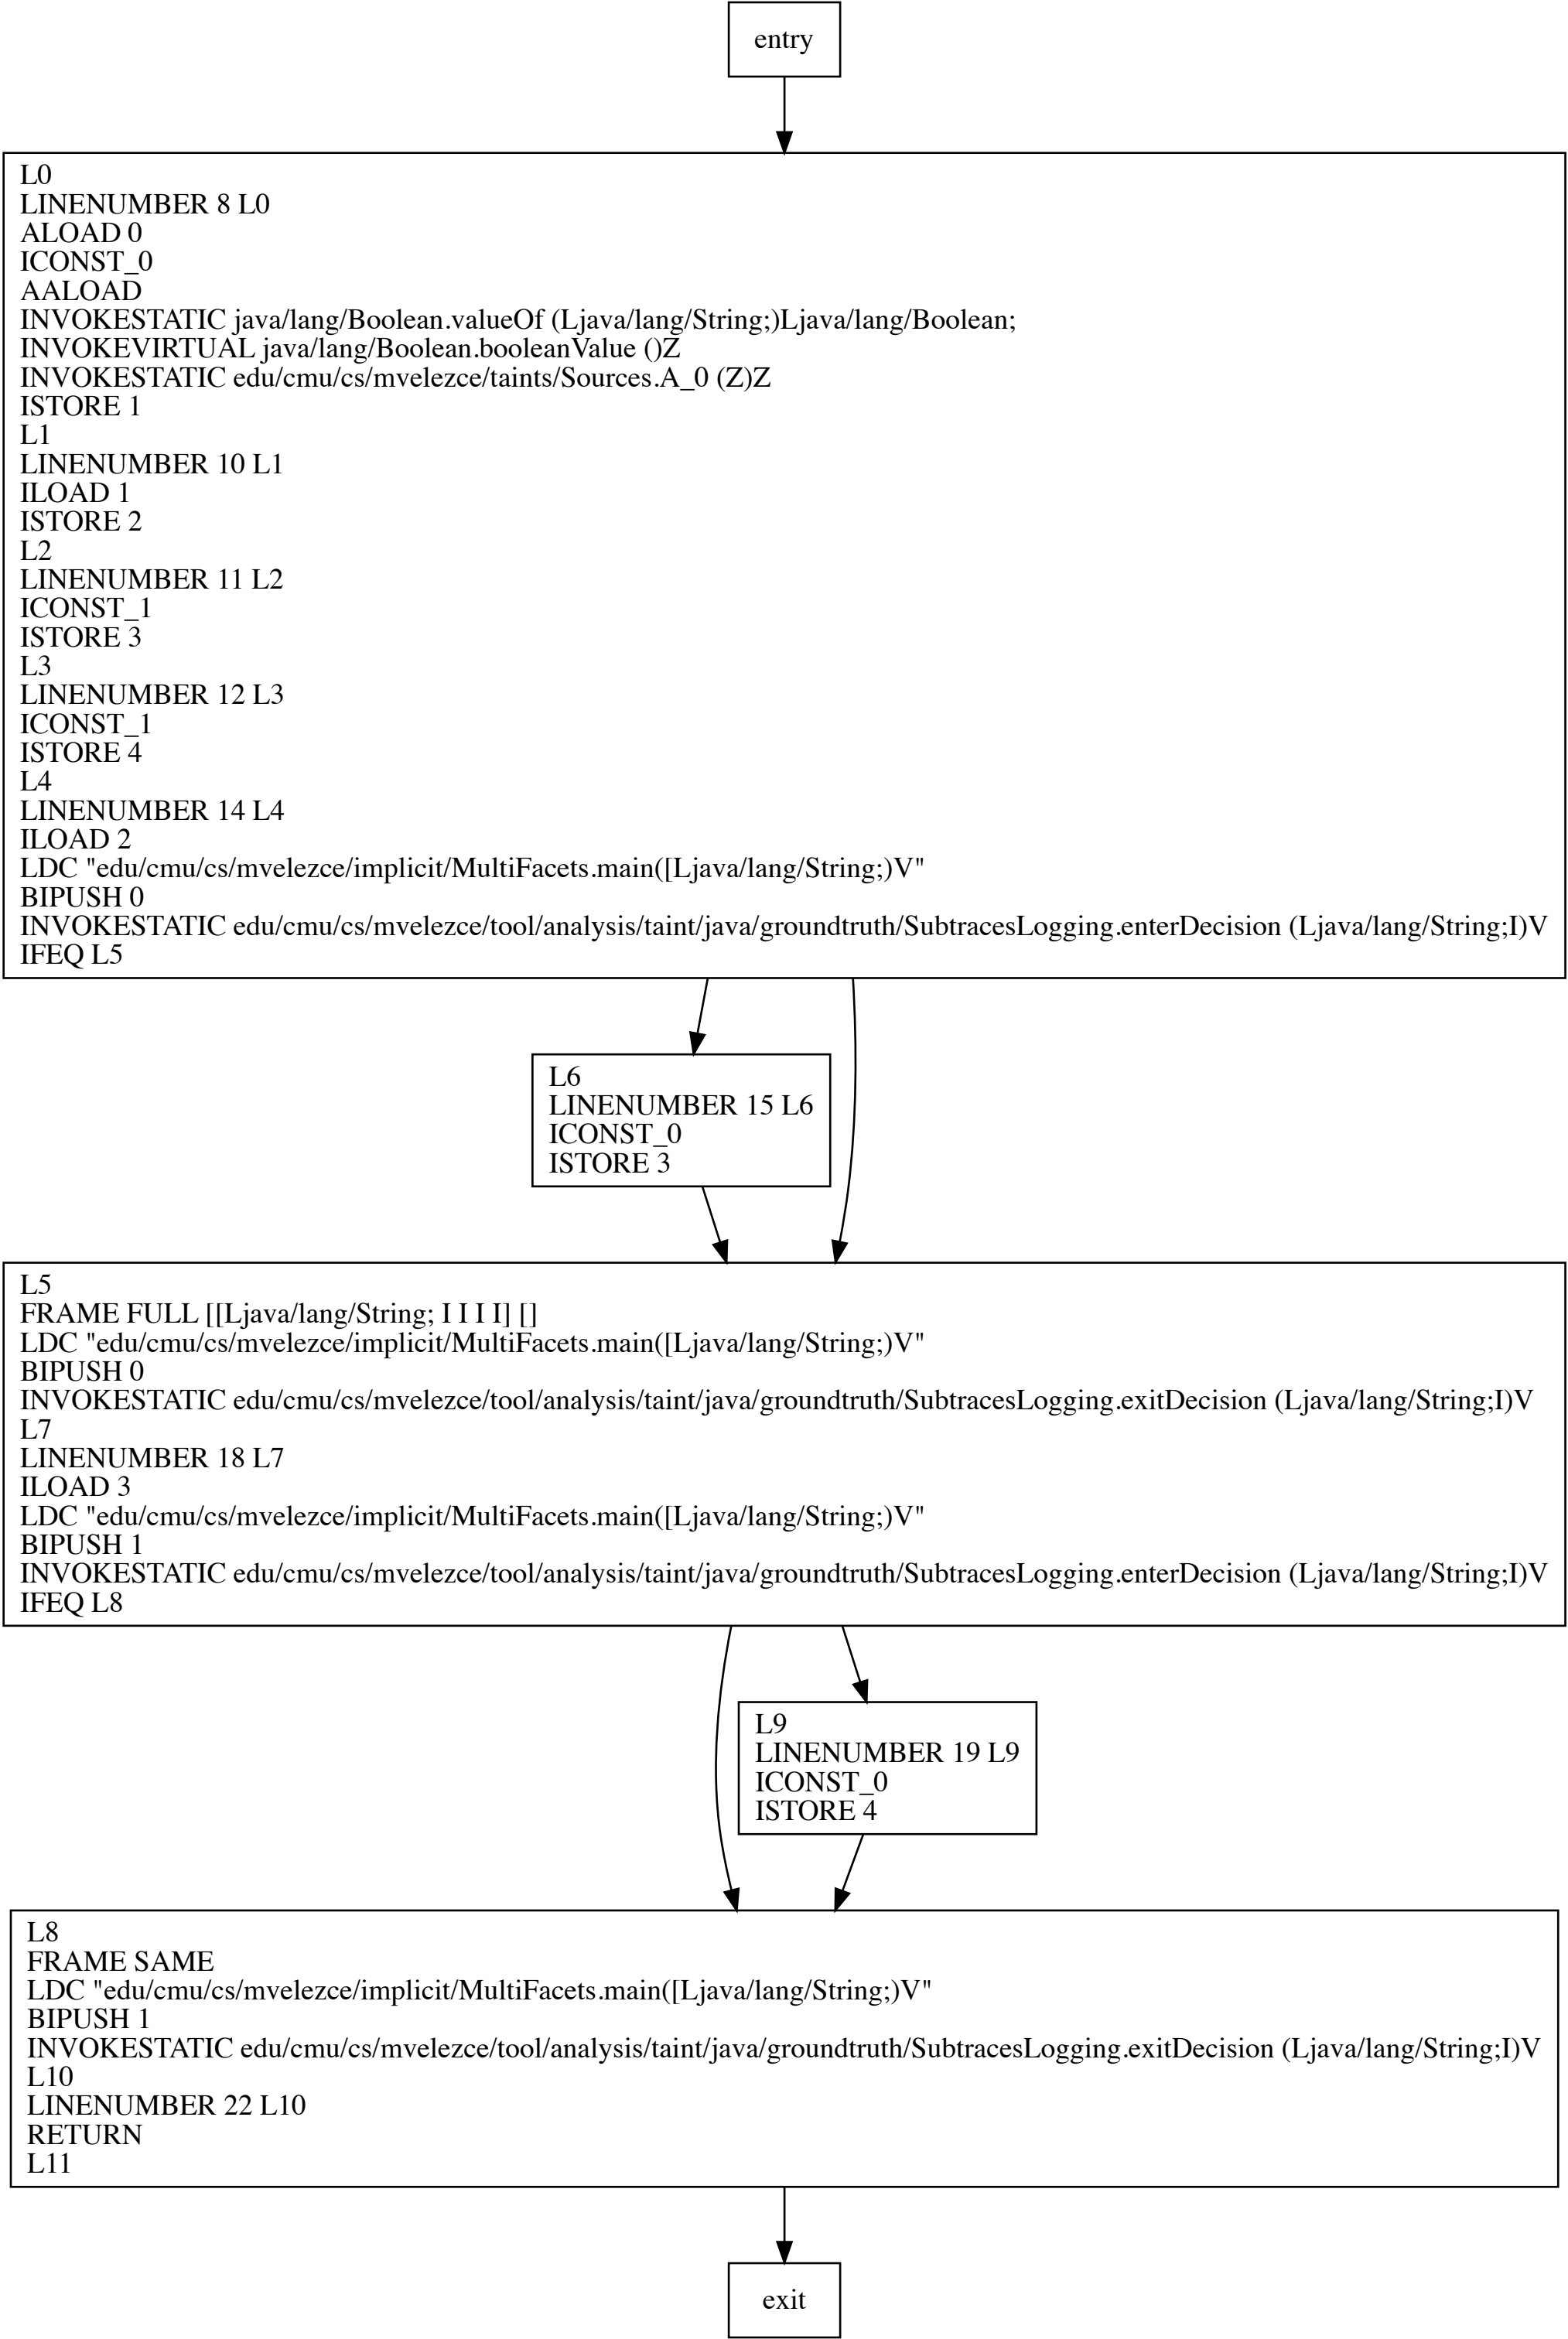 entry
L0
LINENUMBER 8 L0
ALOAD 0
ICONST_0
AALOAD
INVOKESTATIC java/lang/Boolean.valueOf (Ljava/lang/String;)Ljava/lang/Boolean;
INVOKEVIRTUAL java/lang/Boolean.booleanValue ()Z
INVOKESTATIC edu/cmu/cs/mvelezce/taints/Sources.A_0 (Z)Z
ISTORE 1
L1
LINENUMBER 10 L1
ILOAD 1
ISTORE 2
L2
LINENUMBER 11 L2
ICONST_1
ISTORE 3
L3
LINENUMBER 12 L3
ICONST_1
ISTORE 4
L4
LINENUMBER 14 L4
ILOAD 2
LDC "edu/cmu/cs/mvelezce/implicit/MultiFacets.main([Ljava/lang/String;)V"
BIPUSH 0
INVOKESTATIC edu/cmu/cs/mvelezce/tool/analysis/taint/java/groundtruth/SubtracesLogging.enterDecision (Ljava/lang/String;I)V
IFEQ L5
L6
LINENUMBER 15 L6
ICONST_0
ISTORE 3
L5
FRAME FULL [[Ljava/lang/String; I I I I] []
LDC "edu/cmu/cs/mvelezce/implicit/MultiFacets.main([Ljava/lang/String;)V"
BIPUSH 0
INVOKESTATIC edu/cmu/cs/mvelezce/tool/analysis/taint/java/groundtruth/SubtracesLogging.exitDecision (Ljava/lang/String;I)V
L7
LINENUMBER 18 L7
ILOAD 3
LDC "edu/cmu/cs/mvelezce/implicit/MultiFacets.main([Ljava/lang/String;)V"
BIPUSH 1
INVOKESTATIC edu/cmu/cs/mvelezce/tool/analysis/taint/java/groundtruth/SubtracesLogging.enterDecision (Ljava/lang/String;I)V
IFEQ L8
L9
LINENUMBER 19 L9
ICONST_0
ISTORE 4
L8
FRAME SAME
LDC "edu/cmu/cs/mvelezce/implicit/MultiFacets.main([Ljava/lang/String;)V"
BIPUSH 1
INVOKESTATIC edu/cmu/cs/mvelezce/tool/analysis/taint/java/groundtruth/SubtracesLogging.exitDecision (Ljava/lang/String;I)V
L10
LINENUMBER 22 L10
RETURN
L11
exit